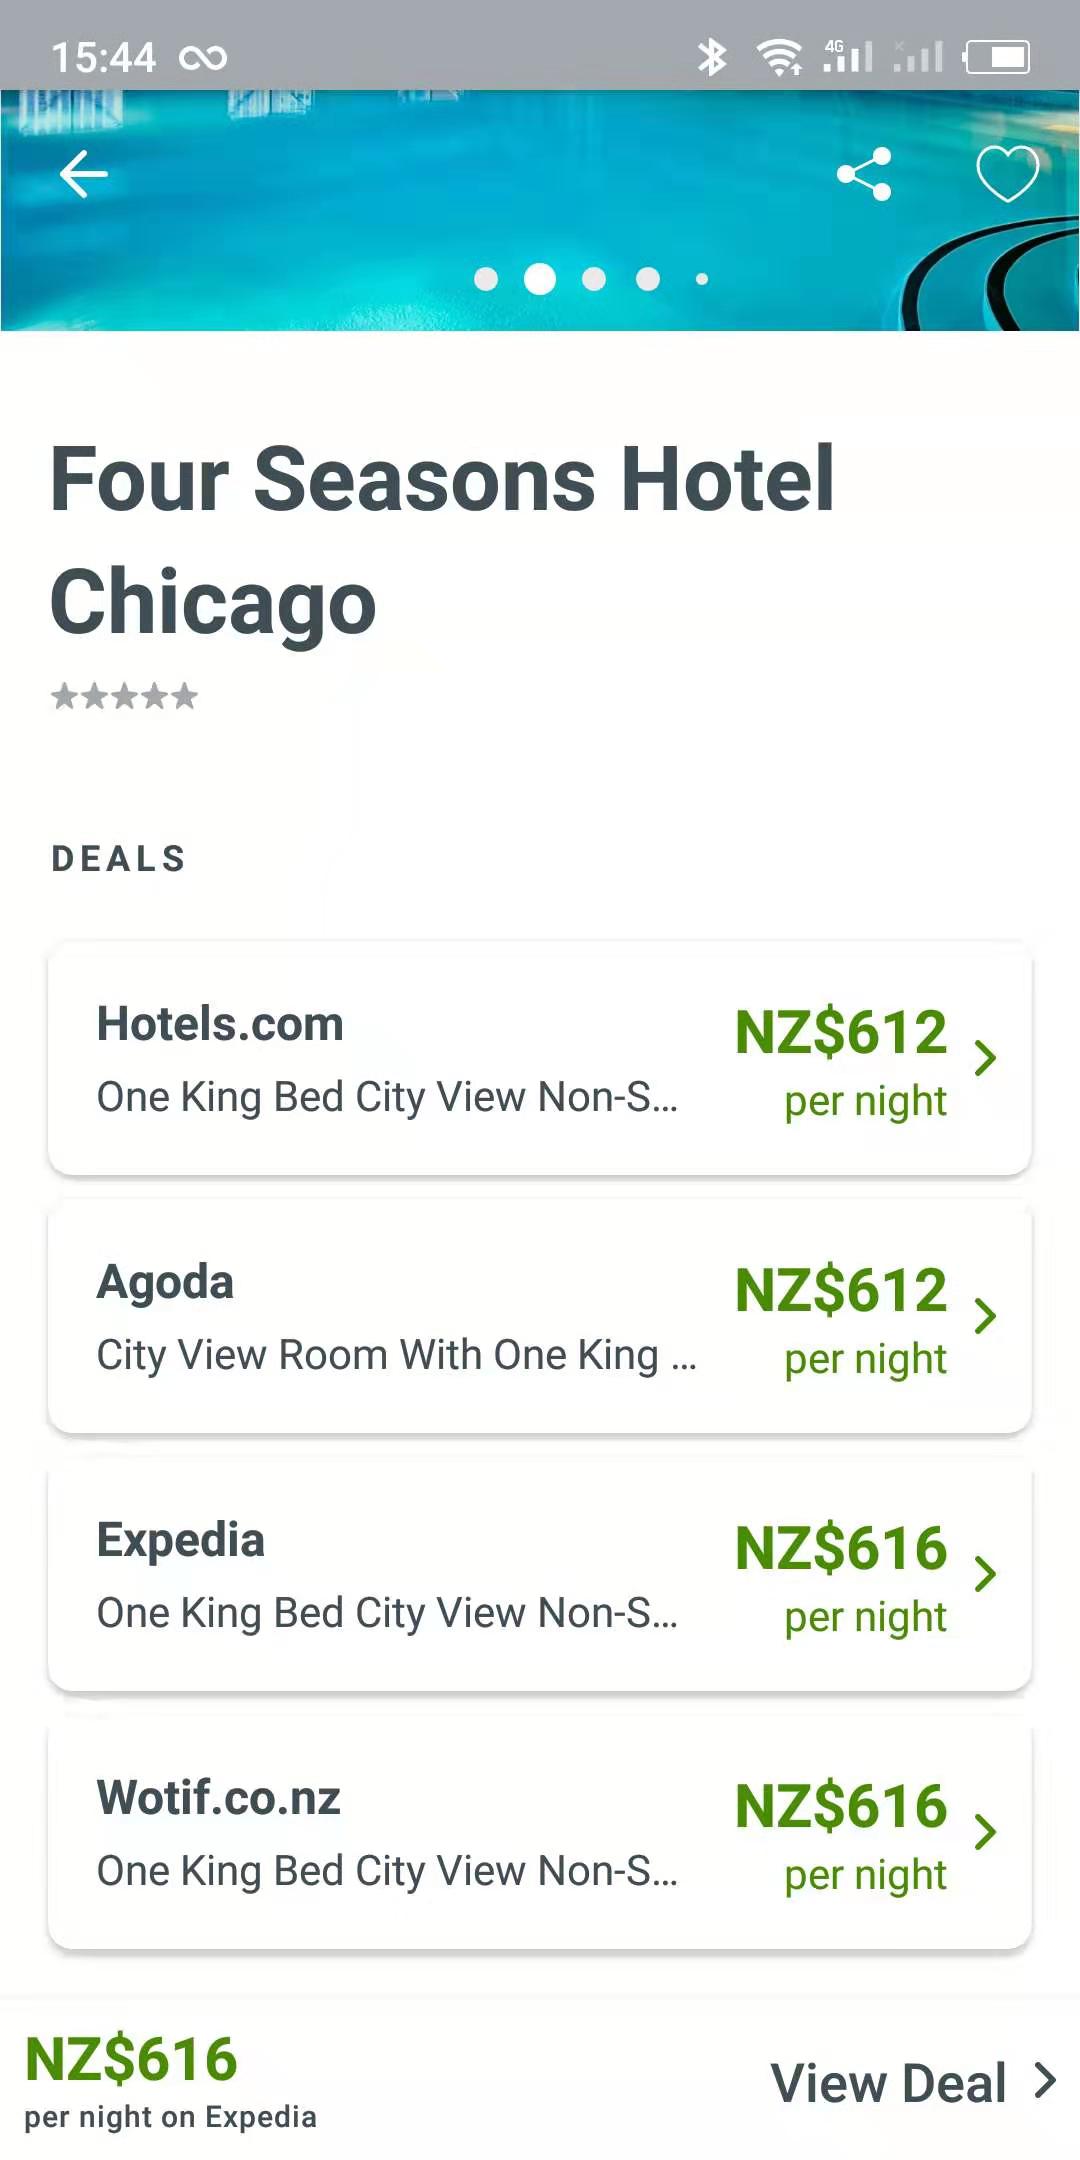 15:44
4G
Four Seasons Hotel
Chicago
DEALS
Hotels.com
One King Bed City View Non-S...
NZ$612
per night
Agoda
City View Room With One King ...
NZ$612
per night
Expedia
One King Bed City View Non-S...
NZ$616
per night
Wotif.co.nz
One King Bed City View Non-S...
NZ$616
per night
NZ$616
per night on Expedia
View Deal